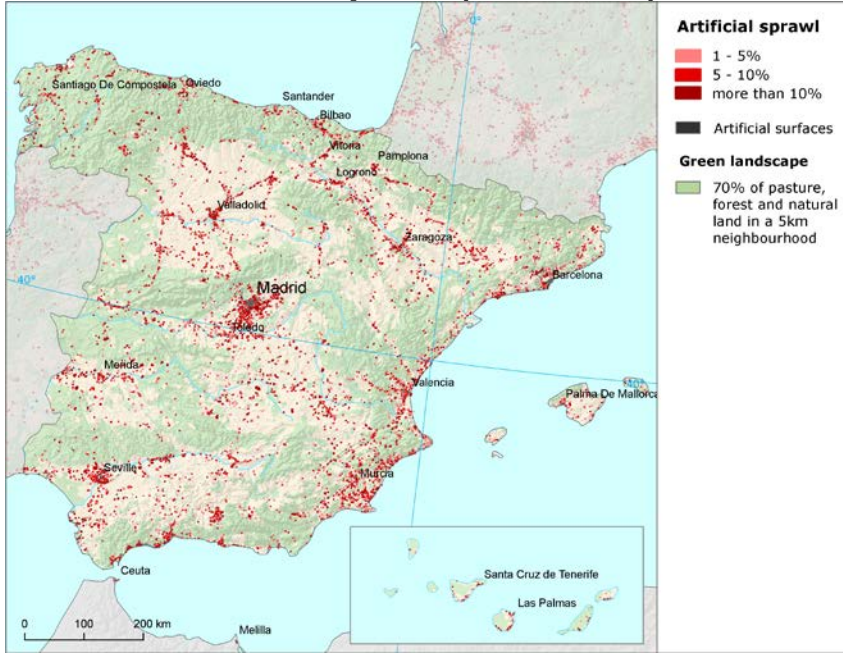 0°
Santiago De Compostela
Oviedo
Santander
Bilbao
Vitoria
Pamplona
Logrono
Valladolid
Zaragoza
Barcelona
40°
Madrid
Toledo
Merida
Valencia
40°
Palma De Mallorca
Seville
Murcia
Ceuta
Melilla
Santa Cruz de Tenerife
Las Palmas
0 100 200 km
Artificial sprawl
1 - 5%
5 - 10%
more than 10%
Artificial surfaces
Green landscape
70% of pasture,
forest and natural
land in a 5km
neighbourhood